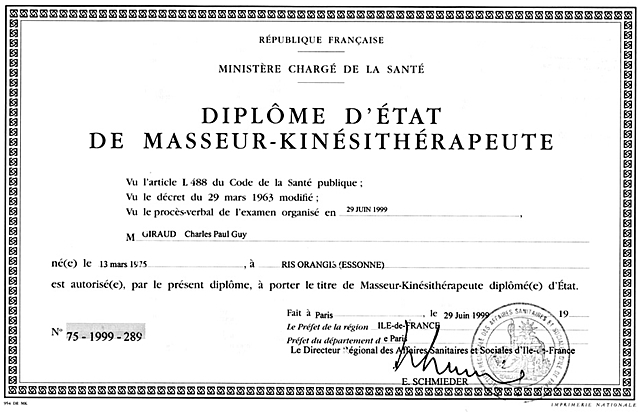 RÉPUBLIQUE FRANÇAISE
MINISTÈRE CHARGÉ DE LA SANTÉ
DIPLÔME D'ÉTAT
DE MASSEUR-KINÉSITHÉRAPEUTE
Vu l'article L 488 du Code de la Santé publique ;
Vu le décret du 29 mars 1963 modifié ;
Vu le procès-verbal de l'examen organisé en 29 JUIN 1999 ,
M GIRAUD Charles Paul Guy
né(e) le 13 mars 1975 , à RIS ORANGIS (ESSONNE)
est autorisé(e), par le présent diplôme, à porter le titre de Masseur-Kinésithérapeute diplômé(e) d'État.
Fait à Paris , le 29 Juin 1999 19
Le Préfet de la région ILE-de-FRANCE
Préfet du département de Paris
Le Directeur Régional des Affaires Sanitaires et Sociales d'Ile-de-France
N° 75 - 1999 - 289
E. SCHMIEDER
954 DE MK
IMPRIMERIE NATIONALE